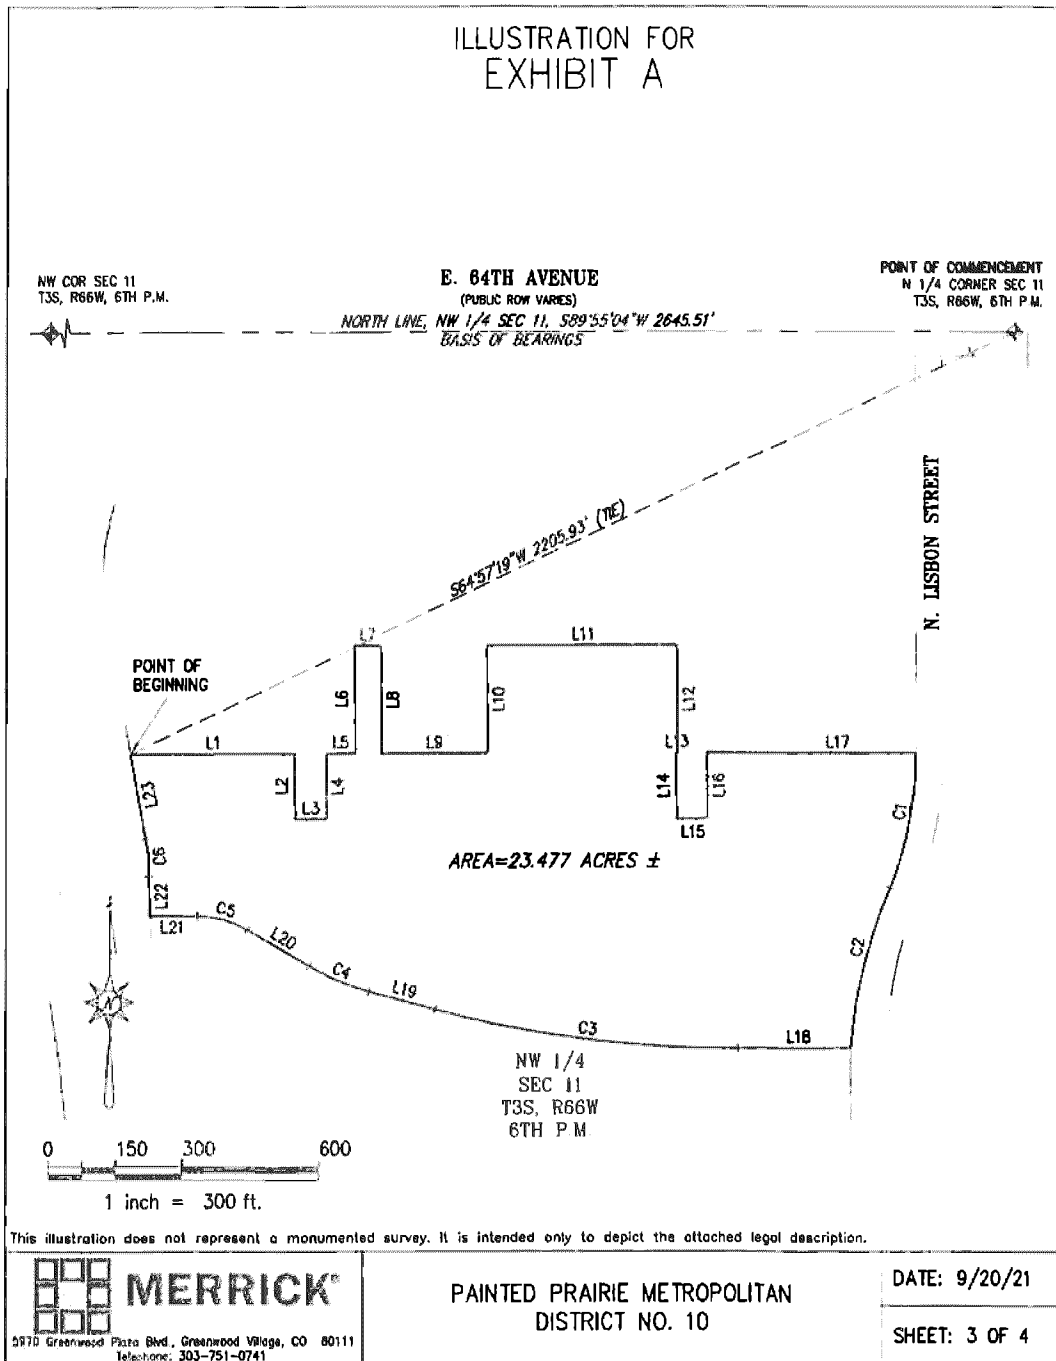 ILLUSTRATION FOR
EXHIBIT A
NW COR SEC 11
T3S, R66W, 6TH P.M.
E. 64TH AVENUE
(PUBLIC ROW VARIES)
POINT OF COMMENCEMENT
N 1/4 CORNER SEC 11
T3S, R66W, 6TH P.M.
NORTH LINE, NW 1/4 SEC 11, S89°55'04"W 2645.51'
BASIS OF BEARINGS
N. LISBON STREET
S64°57'19"W 2205.93' (TIE)
POINT OF
BEGINNING
L1
L2
L3
L4
L5
L6
L7
L8
L9
L10
L11
L12
L13
L14
L15
L16
L17
C1
C2
L18
C3
L19
C4
L20
C5
L21
L22
C6
L23
AREA=23.477 ACRES ±
N
NW 1/4
SEC 11
T3S, R66W
6TH P.M.
0 150 300 600
1 inch = 300 ft.
This illustration does not represent a monumented survey. It is intended only to depict the attached legal description.
MERRICK®
5970 Greenwood Plaza Blvd., Greenwood Village, CO 80111
Telephone: 303-751-0741
PAINTED PRAIRIE METROPOLITAN
DISTRICT NO. 10
DATE: 9/20/21
SHEET: 3 OF 4